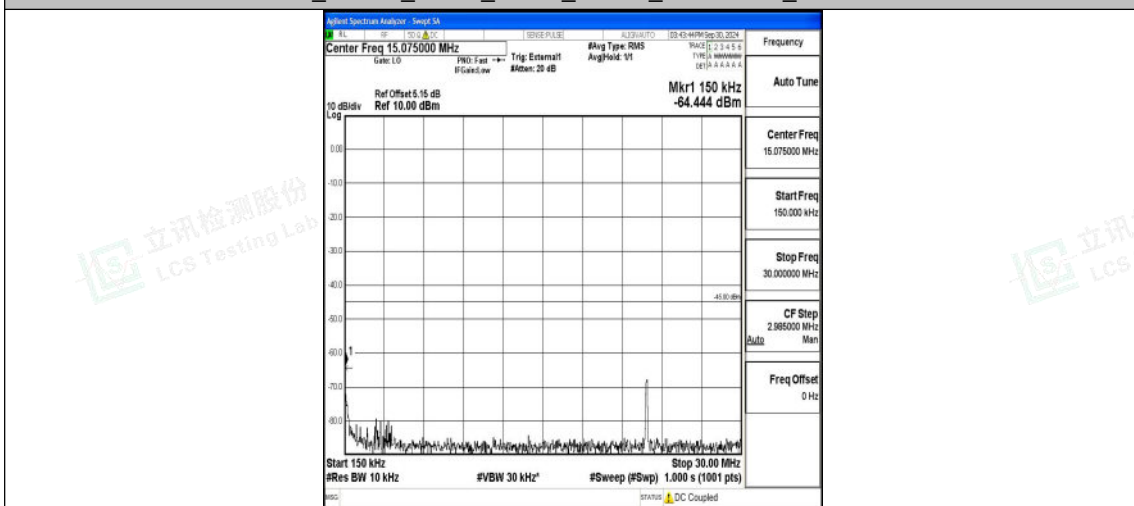 Agilent Spectrum Analyzer - Swept SA
RL RF 50 Ω DC SENSE:PULSE ALIGNAUTO 03:43:44 PM Sep 30, 2024
Center Freq 15.075000 MHz
Gate: LO
PNO: Fast
IFGain:Low
Trig: External1
#Atten: 20 dB
#Avg Type: RMS
Avg|Hold: 1/1
TRACE 1 2 3 4 5 6
TYPE A WWWWW
DET A A A A A A
Mkr1 150 kHz
-64.444 dBm
Ref Offset 6.15 dB
10 dB/div Ref 10.00 dBm
Log
0.00
-10.0
-20.0
-30.0
-40.0
-45.00 dBm
-50.0
-60.0
1
-70.0
-80.0
Start 150 kHz Stop 30.00 MHz
#Res BW 10 kHz #VBW 30 kHz* #Sweep (#Swp) 1.000 s (1001 pts)
MSG STATUS DC Coupled
Frequency
Auto Tune
Center Freq
15.075000 MHz
Start Freq
150.000 kHz
Stop Freq
30.000000 MHz
CF Step
2.985000 MHz
Auto Man
Freq Offset
0 Hz
立讯检测股份
LCS Testing Lab
立讯
LCS